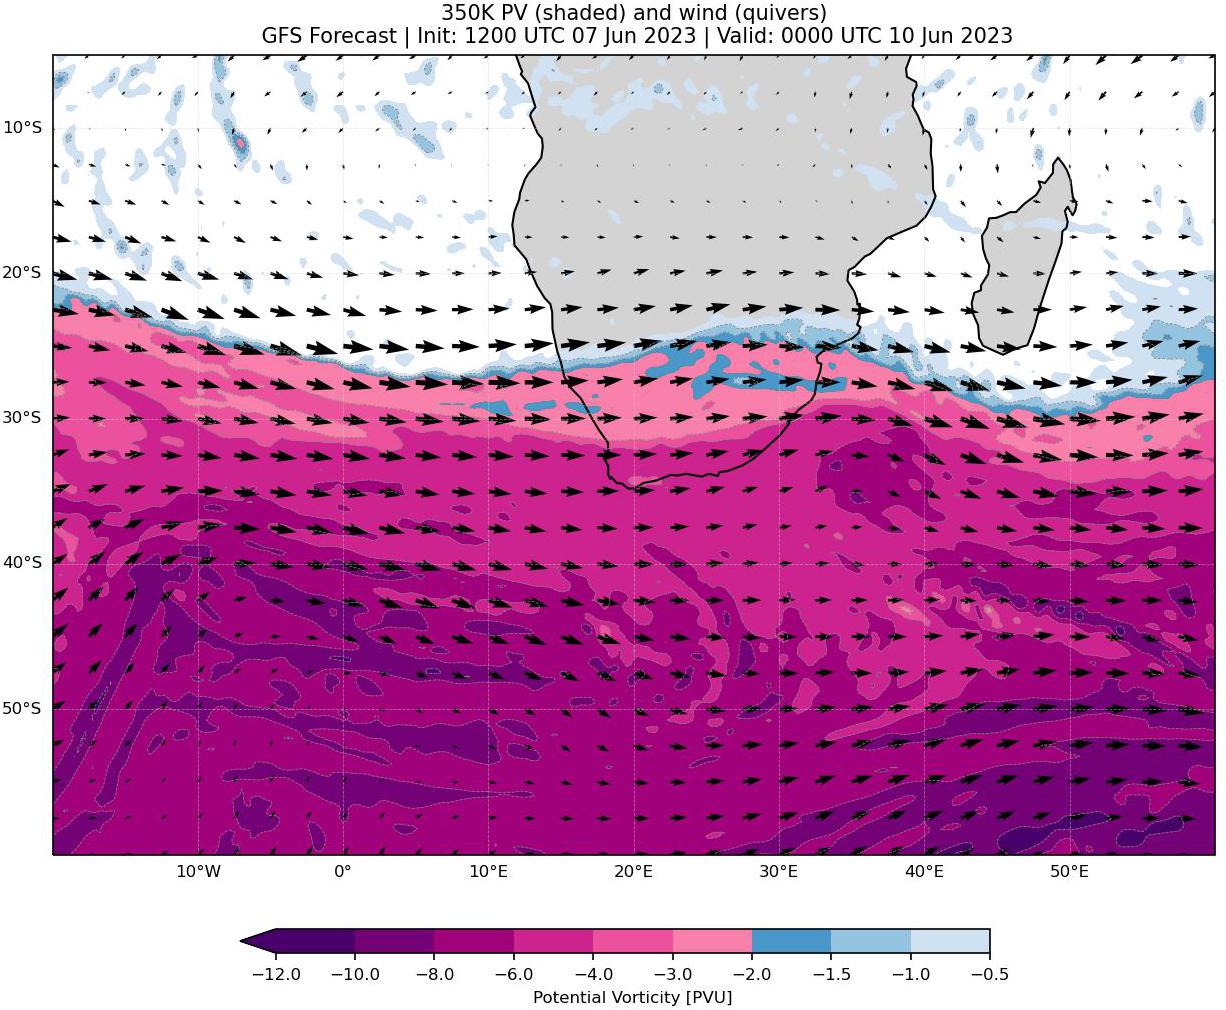 350K PV (shaded) and wind (quivers)
GFS Forecast | Init: 1200 UTC 07 Jun 2023 | Valid: 0000 UTC 10 Jun 2023
10°S
20°S
30°S
40°S
50°S
10°W 0° 10°E 20°E 30°E 40°E 50°E
−12.0 −10.0 −8.0 −6.0 −4.0 −3.0 −2.0 −1.5 −1.0 −0.5
Potential Vorticity [PVU]